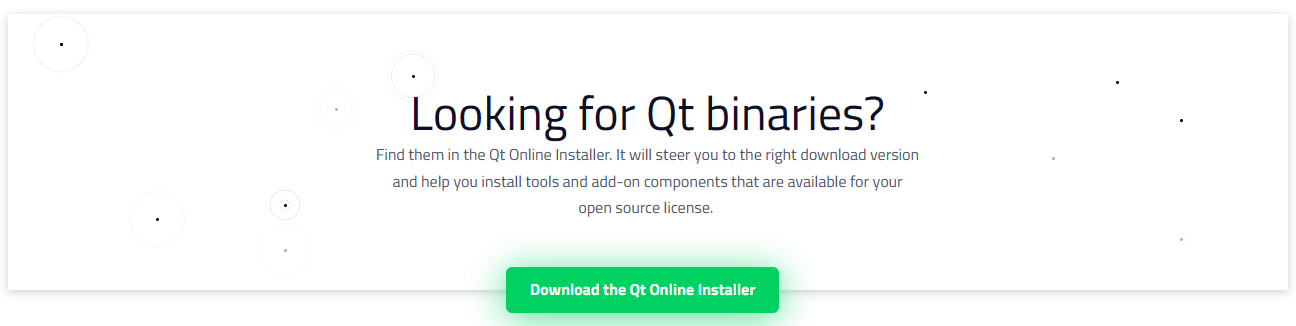 Looking for Qt binaries?
Find them in the Qt Online Installer. It will steer you to the right download version
and help you install tools and add-on components that are available for your
open source license.
Download the Qt Online Installer